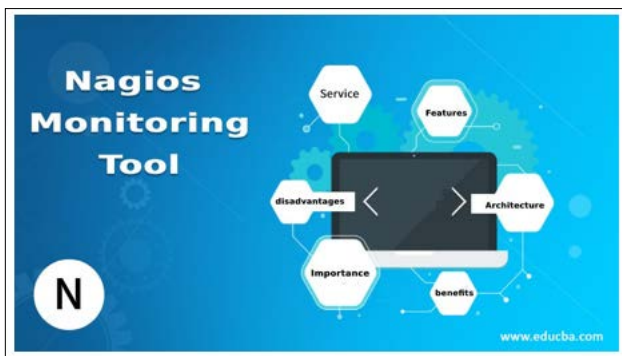 Nagios
Monitoring
Tool
Service
Features
disadvantages
Architecture
Importance
benefits
N
www.educba.com